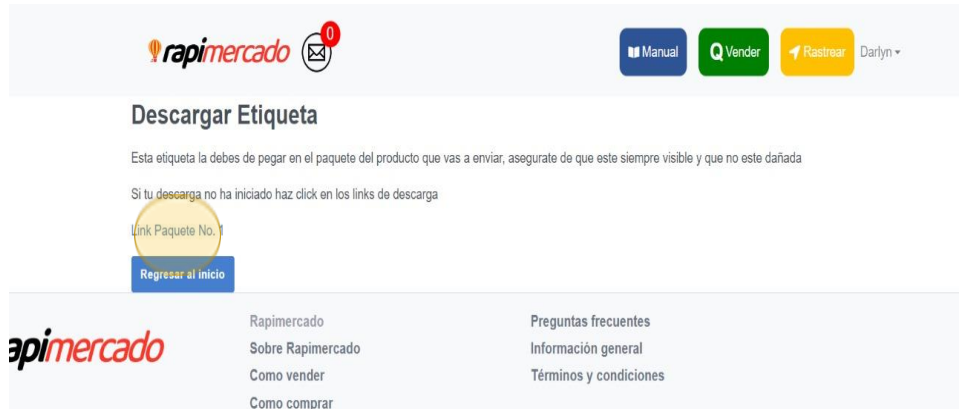 rapimercado 0
Manual Vender Rastrear Darlyn
Descargar Etiqueta
Esta etiqueta la debes de pegar en el paquete del producto que vas a enviar, asegurate de que este siempre visible y que no este dañada
Si tu descarga no ha iniciado haz click en los links de descarga
Link Paquete No. 1
Regresar al inicio
apimercado
Rapimercado
Sobre Rapimercado
Como vender
Como comprar
Preguntas frecuentes
Información general
Términos y condiciones